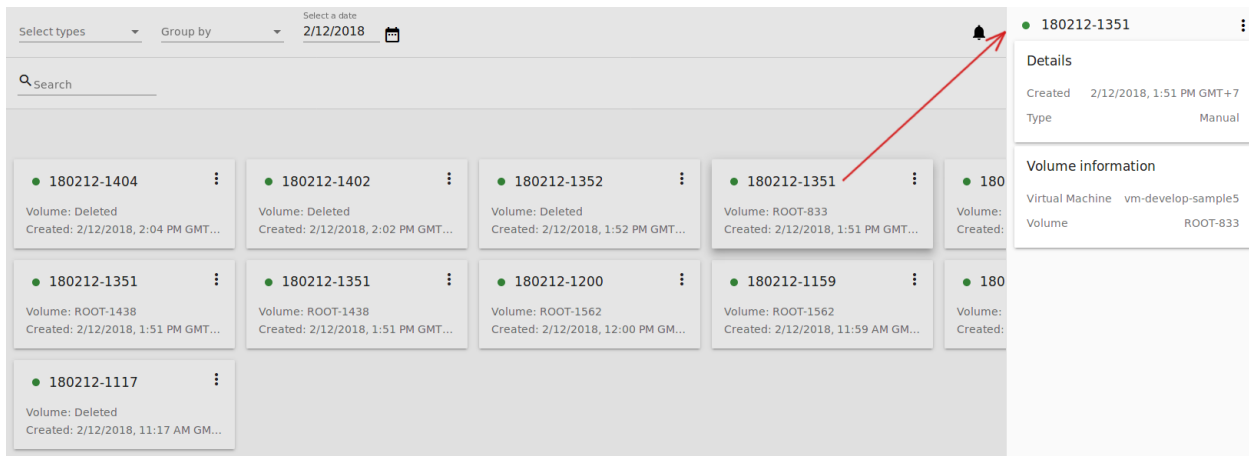 Select types
Group by
Select a date
2/12/2018
Search
180212-1404
Volume: Deleted
Created: 2/12/2018, 2:04 PM GMT...
180212-1402
Volume: Deleted
Created: 2/12/2018, 2:02 PM GMT...
180212-1352
Volume: Deleted
Created: 2/12/2018, 1:52 PM GMT...
180212-1351
Volume: ROOT-833
Created: 2/12/2018, 1:51 PM GMT...
180
Volume:
Created:
180212-1351
Volume: ROOT-1438
Created: 2/12/2018, 1:51 PM GMT...
180212-1351
Volume: ROOT-1438
Created: 2/12/2018, 1:51 PM GMT...
180212-1200
Volume: ROOT-1562
Created: 2/12/2018, 12:00 PM GM...
180212-1159
Volume: ROOT-1562
Created: 2/12/2018, 11:59 AM GM...
180
Volume:
Created:
180212-1117
Volume: Deleted
Created: 2/12/2018, 11:17 AM GM...
180212-1351
Details
Created 2/12/2018, 1:51 PM GMT+7
Type Manual
Volume information
Virtual Machine vm-develop-sample5
Volume ROOT-833